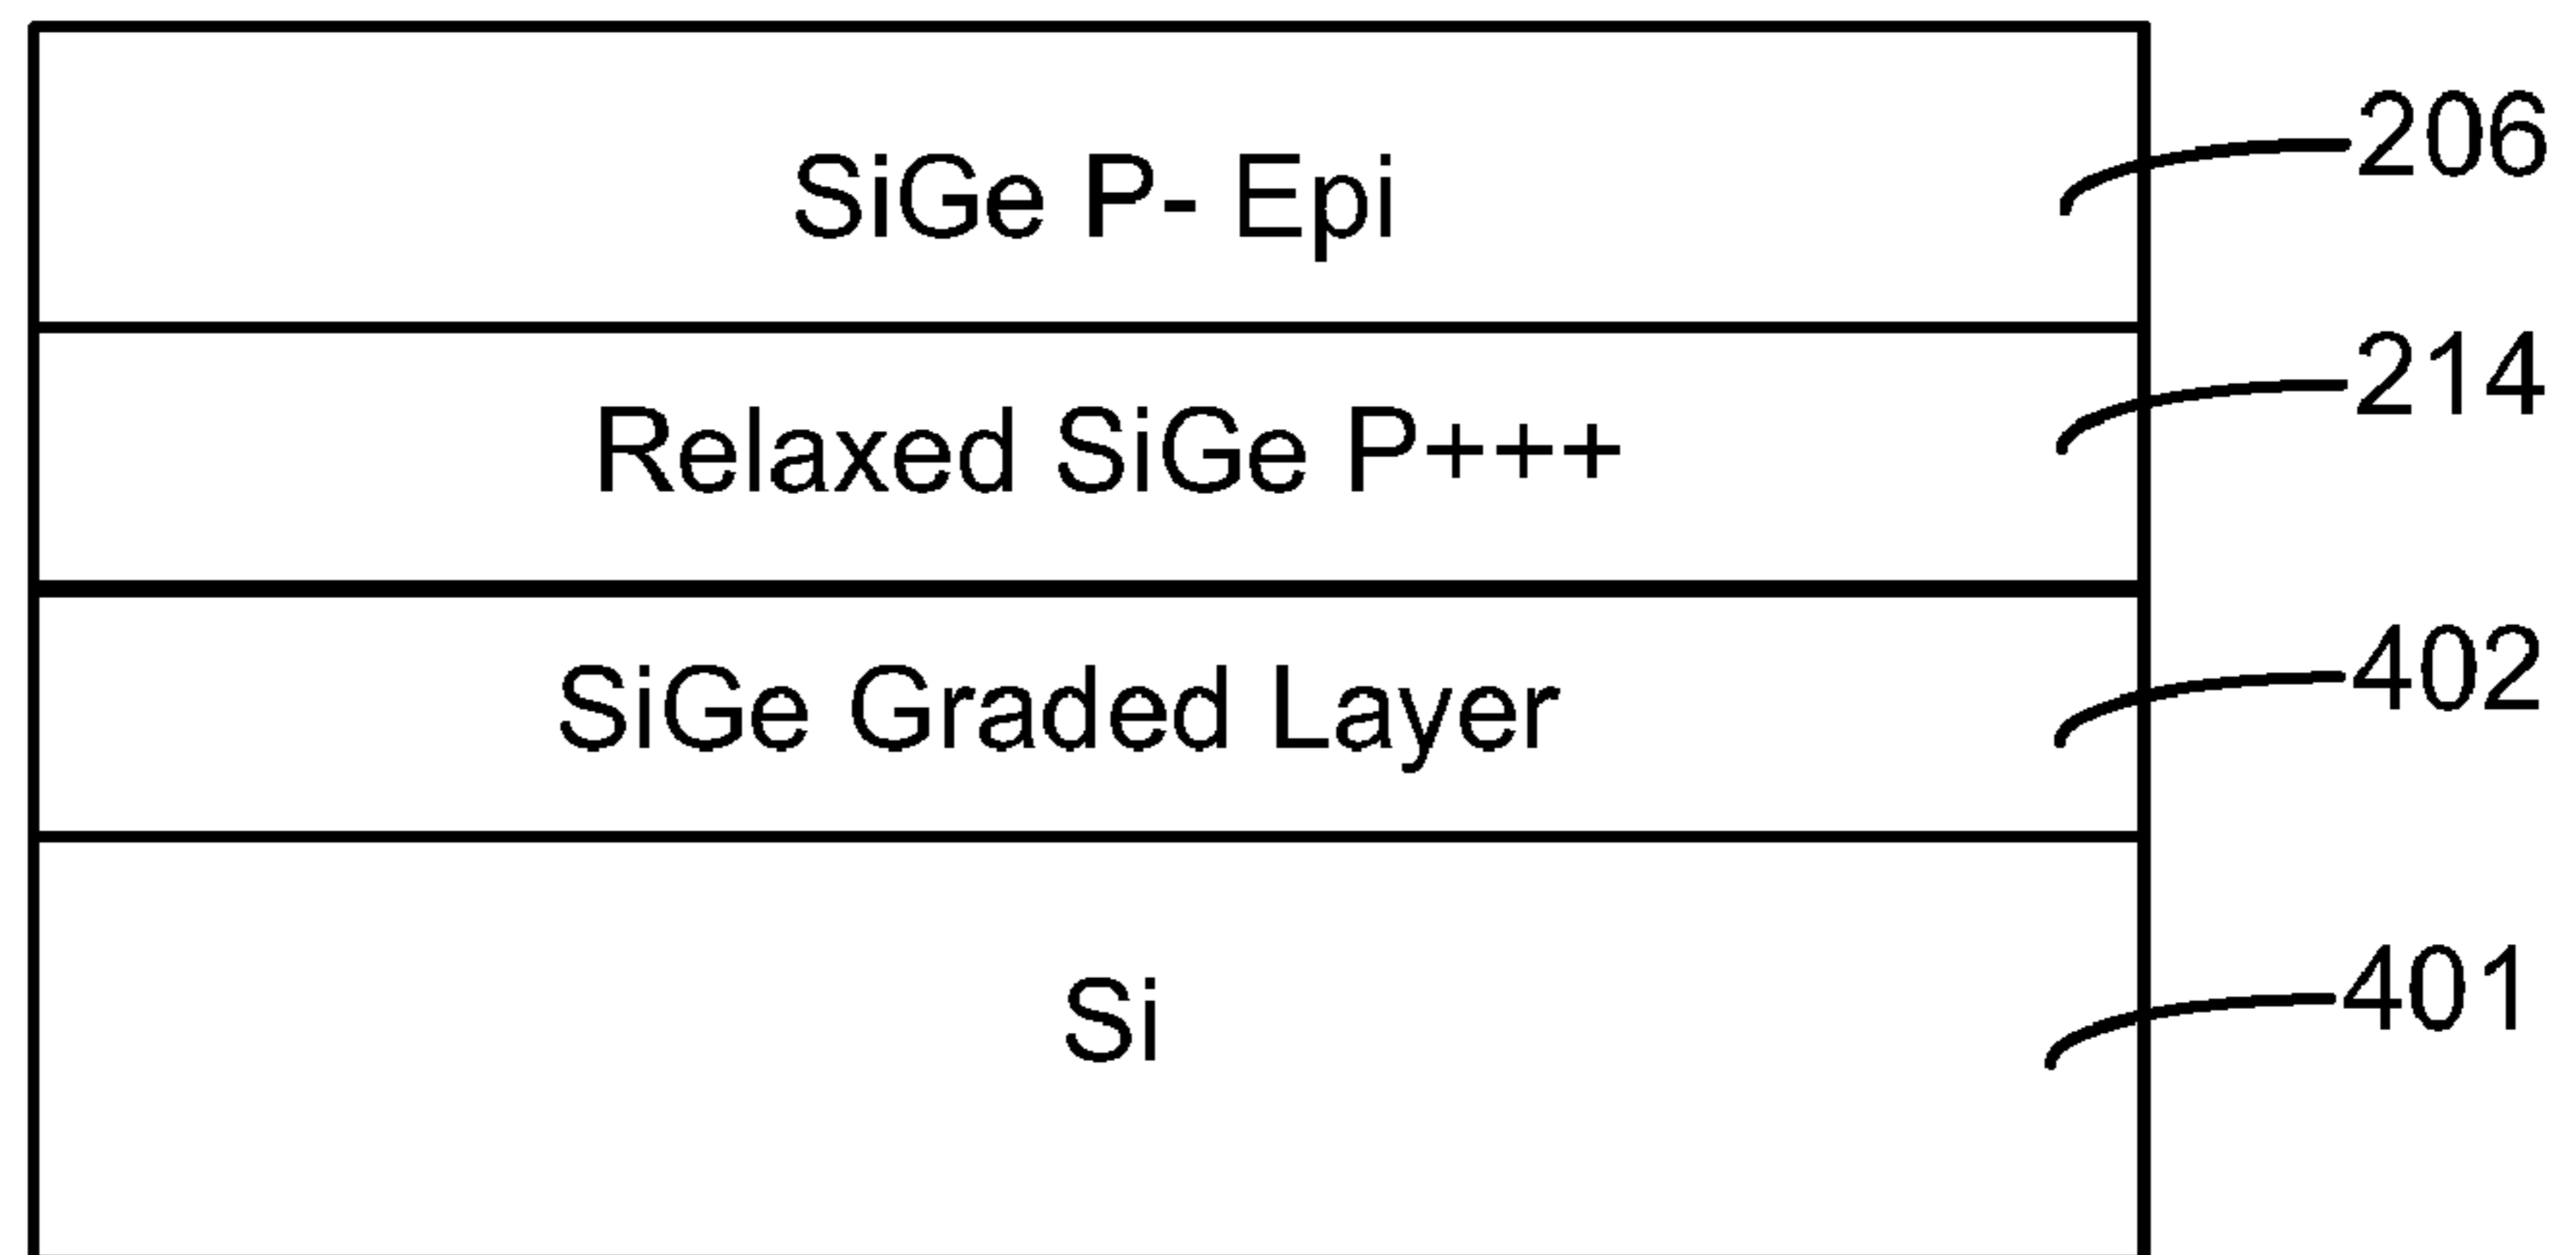 SiGe P- Epi
206
Relaxed SiGe P+++
214
SiGe Graded Layer
402
Si
401